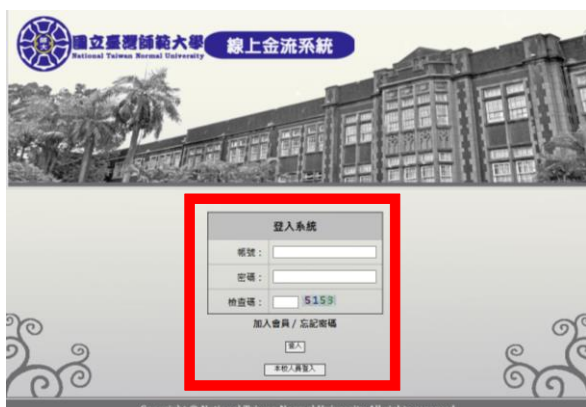 國立臺灣師範大學 線上金流系統
National Taiwan Normal University
登入系統
帳號：
密碼：
檢查碼： 5159
加入會員 / 忘記密碼
登入
本校人員登入